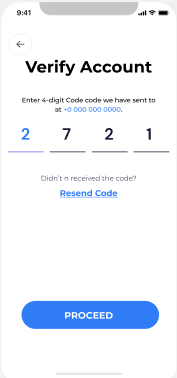 9:41
Verify Account
Enter 4-digit Code code we have sent to
at +0 000 000 0000.
2 7 2 1
Didn't n received the code?
Resend Code
PROCEED